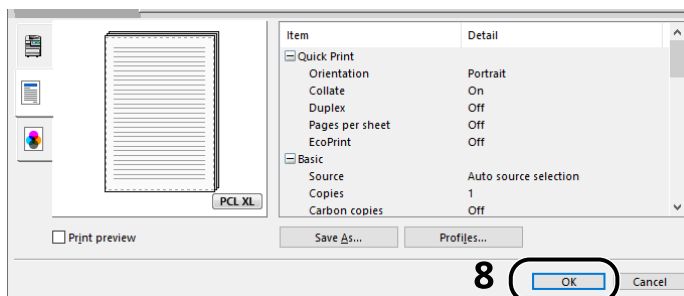 Item Detail
Quick Print
Orientation Portrait
Collate On
Duplex Off
Pages per sheet Off
EcoPrint Off
Basic
Source Auto source selection
Copies 1
Carbon copies Off
PCL XL
Print preview Save As... Profiles...
8 OK Cancel